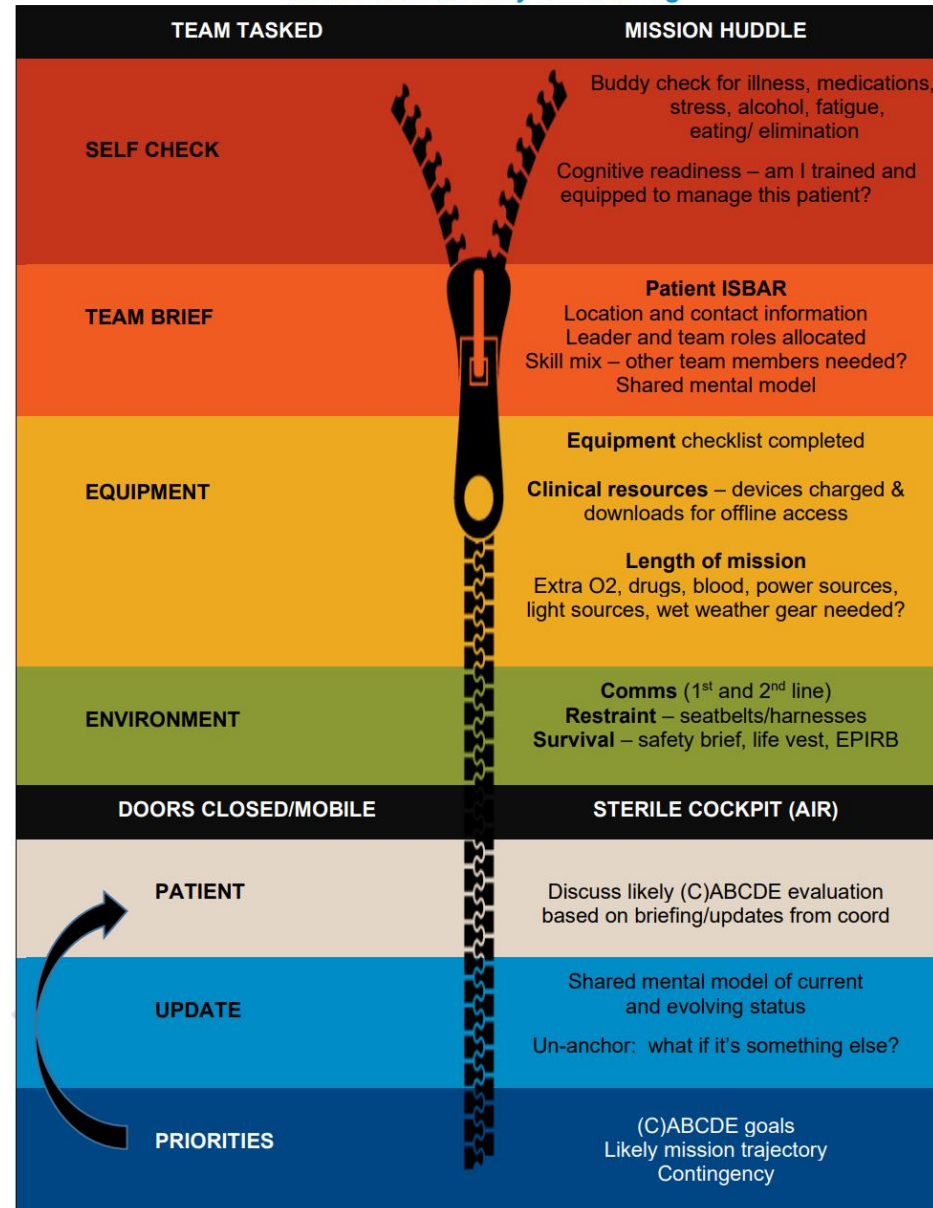 TEAM TASKED
MISSION HUDDLE
SELF CHECK
Buddy check for illness, medications,
stress, alcohol, fatigue,
eating/ elimination
Cognitive readiness – am I trained and
equipped to manage this patient?
TEAM BRIEF
Patient ISBAR
Location and contact information
Leader and team roles allocated
Skill mix – other team members needed?
Shared mental model
EQUIPMENT
Equipment checklist completed
Clinical resources – devices charged &
downloads for offline access
Length of mission
Extra O2, drugs, blood, power sources,
light sources, wet weather gear needed?
ENVIRONMENT
Comms (1st and 2nd line)
Restraint – seatbelts/harnesses
Survival – safety brief, life vest, EPIRB
DOORS CLOSED/MOBILE
STERILE COCKPIT (AIR)
PATIENT
Discuss likely (C)ABCDE evaluation
based on briefing/updates from coord
UPDATE
Shared mental model of current
and evolving status
Un-anchor: what if it's something else?
PRIORITIES
(C)ABCDE goals
Likely mission trajectory
Contingency